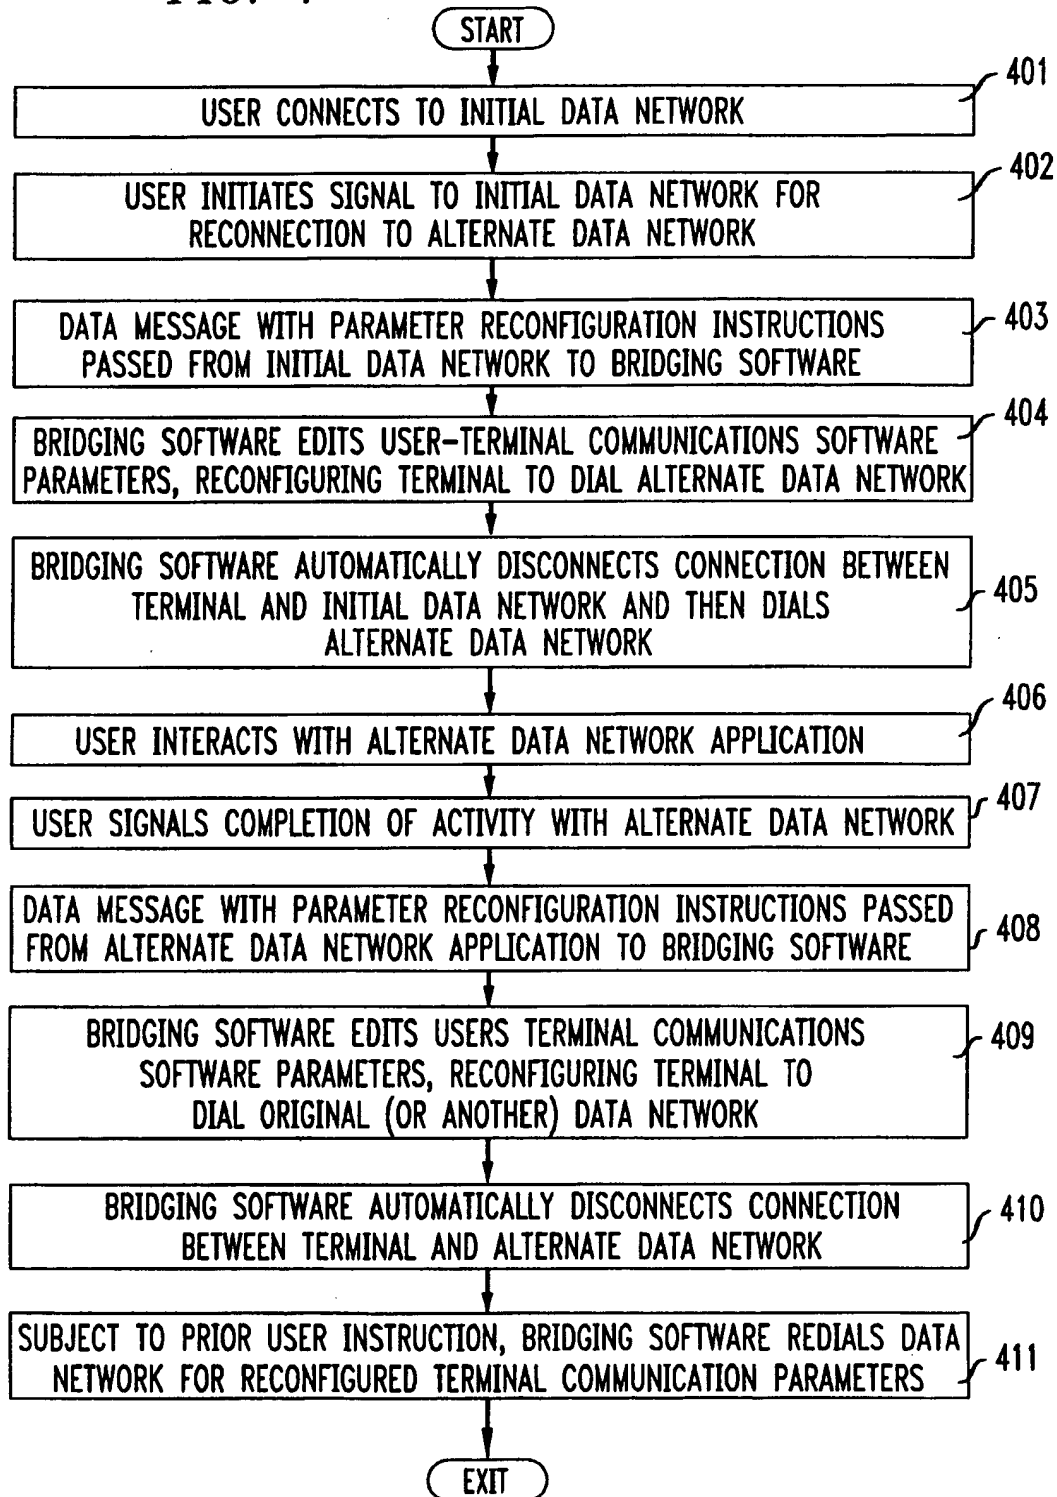 START
401
USER CONNECTS TO INITIAL DATA NETWORK
402
USER INITIATES SIGNAL TO INITIAL DATA NETWORK FOR
RECONNECTION TO ALTERNATE DATA NETWORK
403
DATA MESSAGE WITH PARAMETER RECONFIGURATION INSTRUCTIONS
PASSED FROM INITIAL DATA NETWORK TO BRIDGING SOFTWARE
404
BRIDGING SOFTWARE EDITS USER-TERMINAL COMMUNICATIONS SOFTWARE
PARAMETERS, RECONFIGURING TERMINAL TO DIAL ALTERNATE DATA NETWORK
BRIDGING SOFTWARE AUTOMATICALLY DISCONNECTS CONNECTION BETWEEN
TERMINAL AND INITIAL DATA NETWORK AND THEN DIALS
ALTERNATE DATA NETWORK
405
406
USER INTERACTS WITH ALTERNATE DATA NETWORK APPLICATION
407
USER SIGNALS COMPLETION OF ACTIVITY WITH ALTERNATE DATA NETWORK
DATA MESSAGE WITH PARAMETER RECONFIGURATION INSTRUCTIONS PASSED
FROM ALTERNATE DATA NETWORK APPLICATION TO BRIDGING SOFTWARE
408
BRIDGING SOFTWARE EDITS USERS TERMINAL COMMUNICATIONS
SOFTWARE PARAMETERS, RECONFIGURING TERMINAL TO
DIAL ORIGINAL (OR ANOTHER) DATA NETWORK
409
BRIDGING SOFTWARE AUTOMATICALLY DISCONNECTS CONNECTION
BETWEEN TERMINAL AND ALTERNATE DATA NETWORK
410
SUBJECT TO PRIOR USER INSTRUCTION, BRIDGING SOFTWARE REDIALS DATA
NETWORK FOR RECONFIGURED TERMINAL COMMUNICATION PARAMETERS
411
EXIT